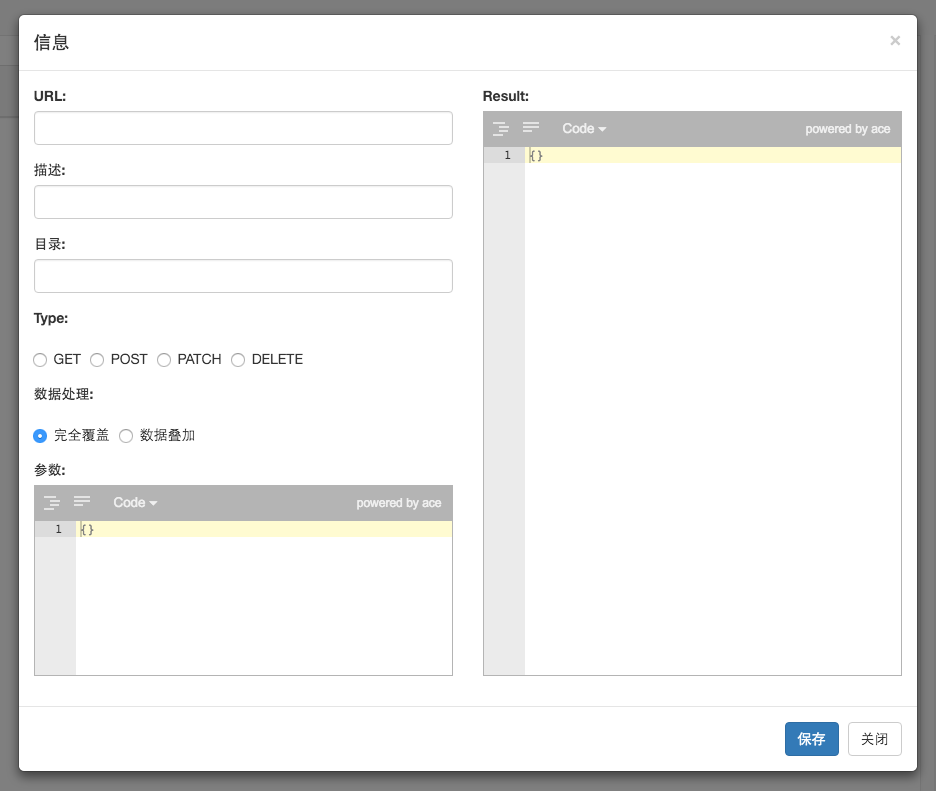 信息
×
URL:
描述:
目录:
Type:
GET POST PATCH DELETE
数据处理:
完全覆盖 数据叠加
参数:
Code powered by ace
1 {}
Result:
Code powered by ace
1 {}
保存 关闭